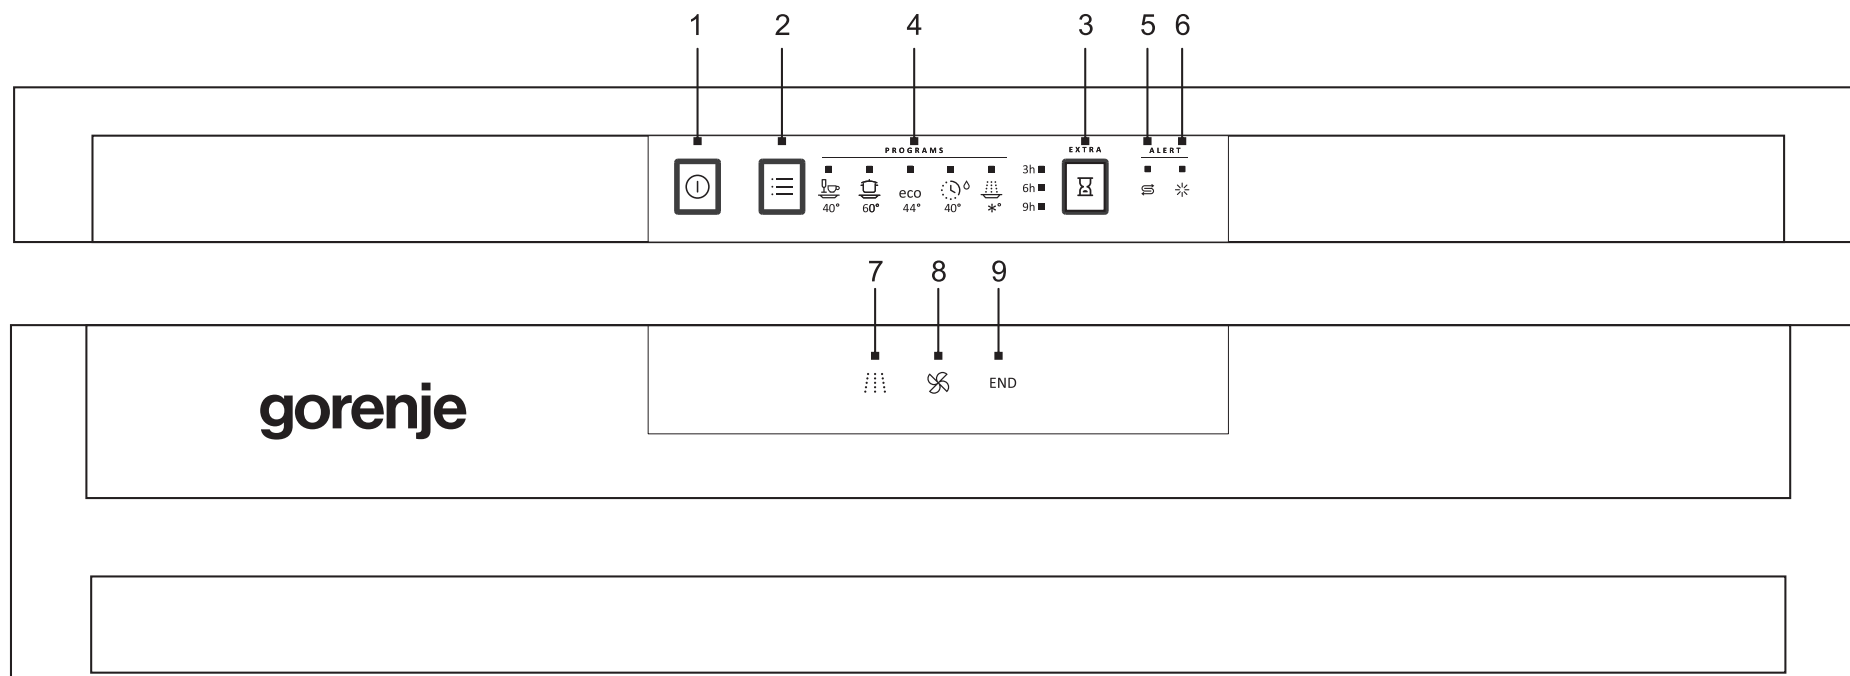 1 2 4 3 5 6
PROGRAMS EXTRA ALERT
3h
6h
eco
40° 60° 44° 40° *° 9h
7 8 9
gorenje
END